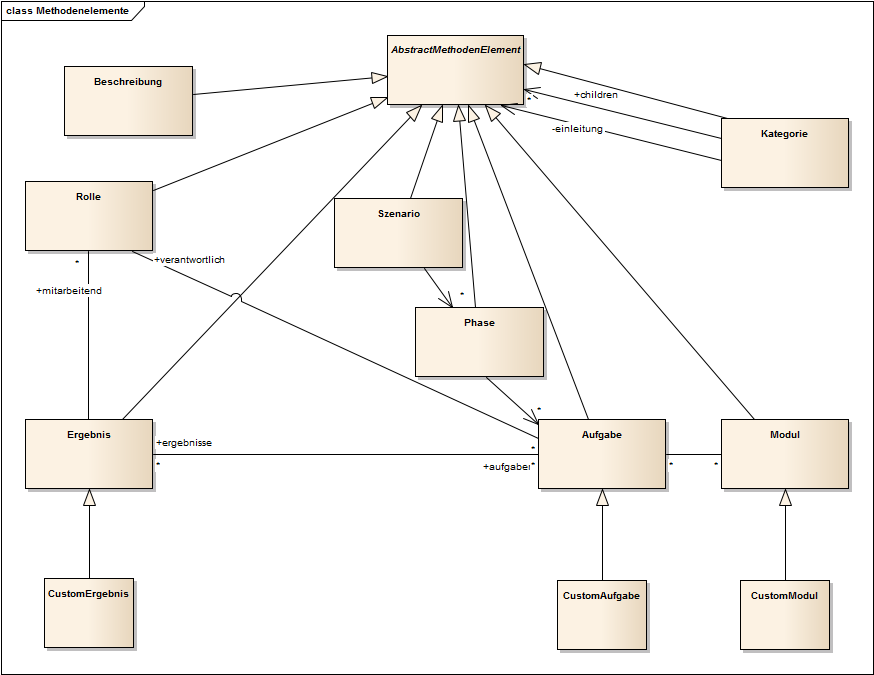 class Methodenelemente
AbstractMethodenElement
Beschreibung
+children
*
-einleitung
Kategorie
Rolle
Szenario
*
+verantwortlich
+mitarbeitend
*
Phase
*
Ergebnis
+ergebnisse
*
Aufgabe
*
+aufgaben
*
*
*
Modul
CustomErgebnis
CustomAufgabe
CustomModul